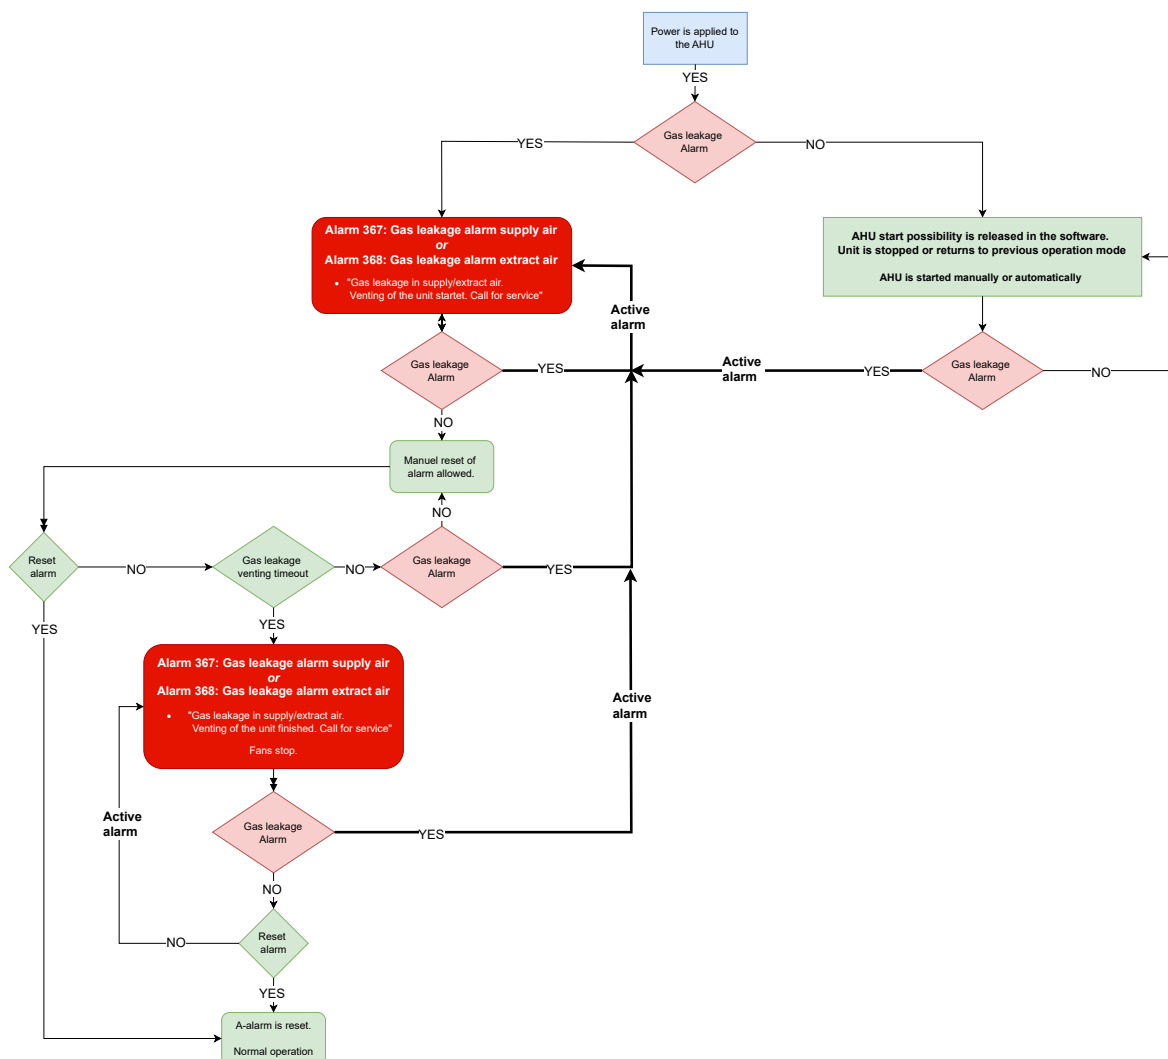 Power is applied to
the AHU
YES
Gas leakage
Alarm
YES
NO
Alarm 367: Gas leakage alarm supply air
or
Alarm 368: Gas leakage alarm extract air
• "Gas leakage in supply/extract air.
Venting of the unit startet. Call for service"
AHU start possibility is released in the software.
Unit is stopped or returns to previous operation mode
AHU is started manually or automatically
Active
alarm
Gas leakage
Alarm
YES
Active
alarm
YES
Gas leakage
Alarm
NO
NO
Manuel reset of
alarm allowed.
NO
Reset
alarm
NO
Gas leakage
venting timeout
NO
Gas leakage
Alarm
YES
YES
YES
Alarm 367: Gas leakage alarm supply air
or
Alarm 368: Gas leakage alarm extract air
• "Gas leakage in supply/extract air.
Venting of the unit finished. Call for service"
Fans stop.
Active
alarm
Active
alarm
Gas leakage
Alarm
YES
NO
NO
Reset
alarm
YES
A-alarm is reset.
Normal operation